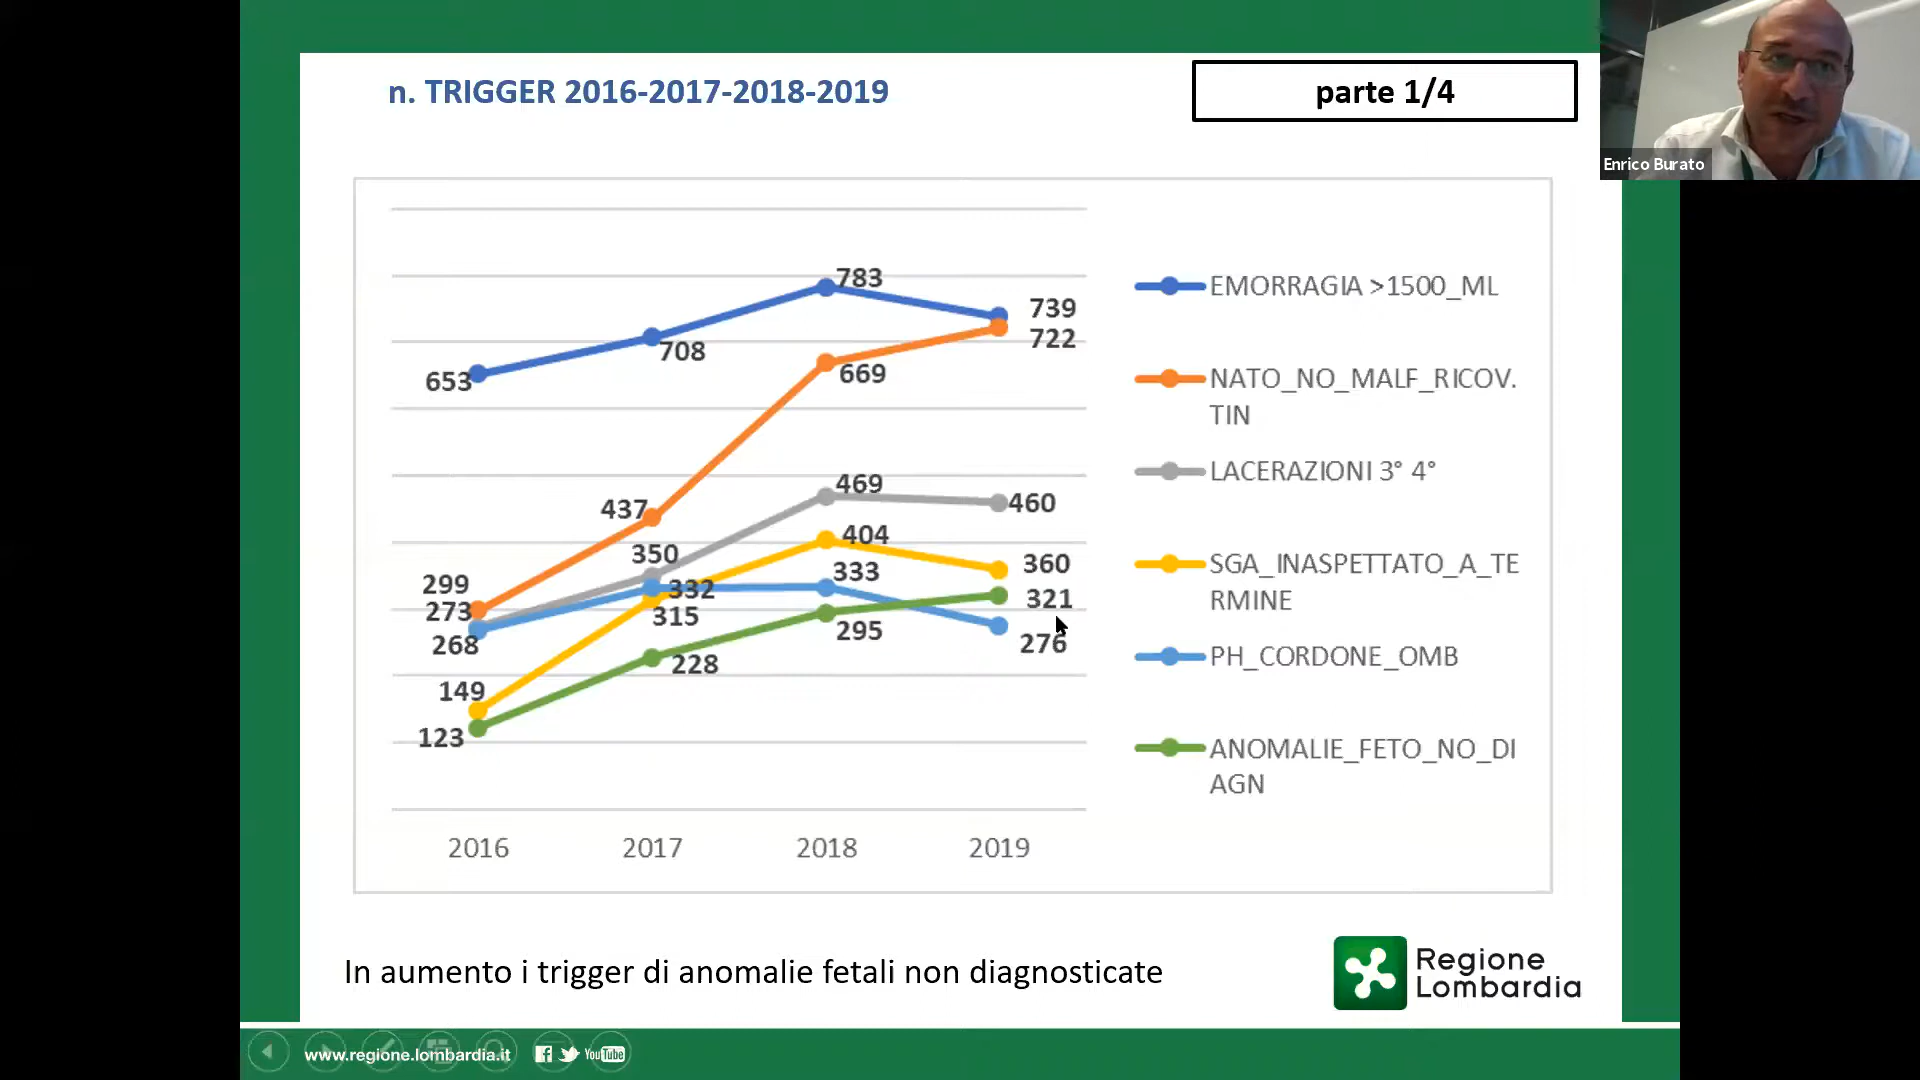 n. TRIGGER 2016-2017-2018-2019
parte 1/4
Enrico Burato
783
739
722
708
653
669
437
469
460
350
404
360
299
273
268
332
333
321
315
295
276
228
149
123
2016 2017 2018 2019
EMORRAGIA >1500_ML
NATO_NO_MALF_RICOV.
TIN
LACERAZIONI 3° 4°
SGA_INASPETTATO_A_TE
RMINE
PH_CORDONE_OMB
ANOMALIE_FETO_NO_DI
AGN
In aumento i trigger di anomalie fetali non diagnosticate
Regione
Lombardia
www.regione.lombardia.it
YouTube